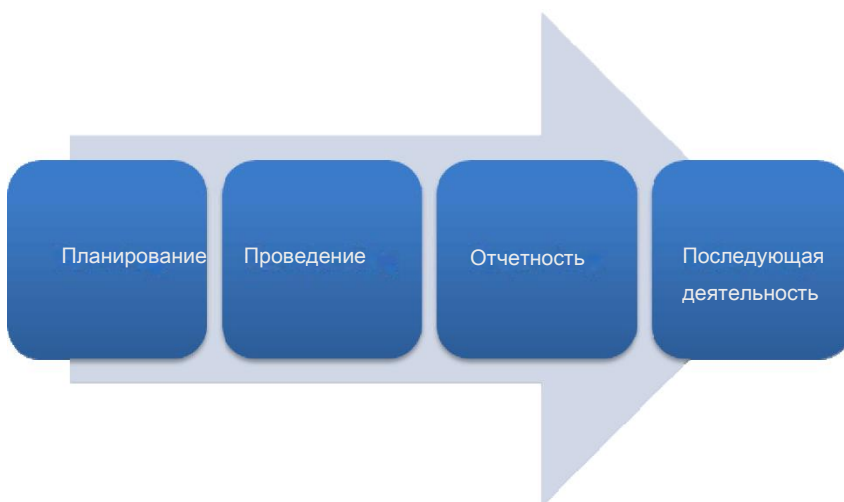 Планирование
Проведение
Отчетность
Последующая
деятельность